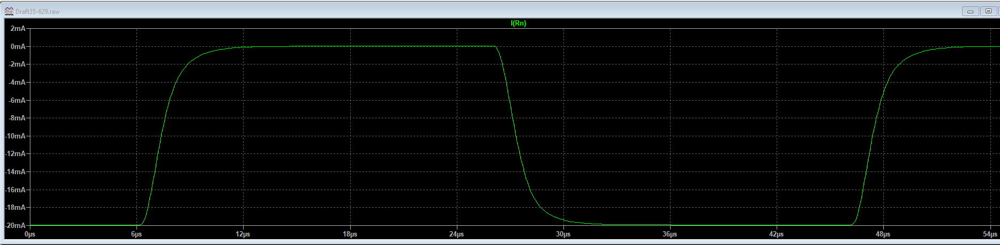 Draft35-629.raw
I(Rn)
2mA
0mA
-2mA
-4mA
-6mA
-8mA
-10mA
-12mA
-14mA
-16mA
-18mA
-20mA
0µs 6µs 12µs 18µs 24µs 30µs 36µs 42µs 48µs 54µs